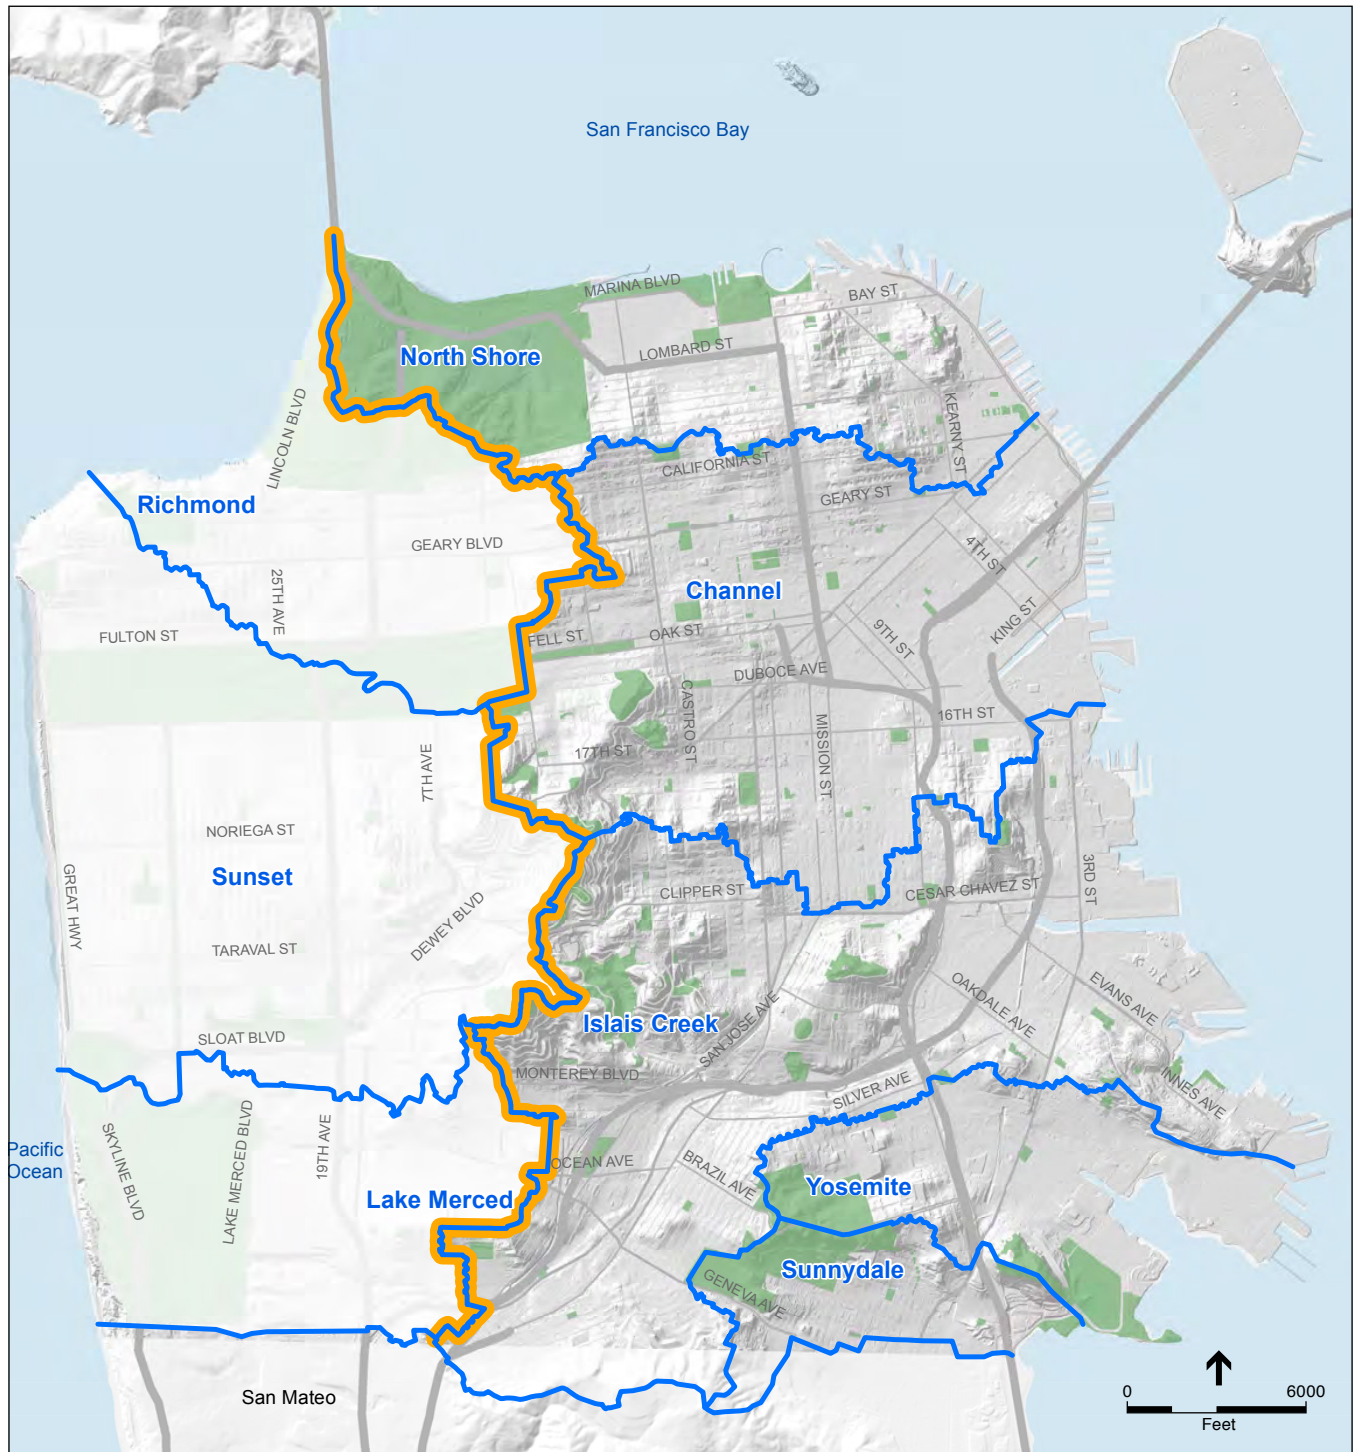 San Francisco Bay
MARINA BLVD
BAY ST
LOMBARD ST
North Shore
KEARNY ST
LINCOLN BLVD
CALIFORNIA ST
GEARY ST
Richmond
GEARY BLVD
4TH ST
25TH AVE
Channel
KING ST
FULTON ST
FELL ST
OAK ST
9TH ST
DUBOCE AVE
CASTRO ST
16TH ST
MISSION ST
17TH ST
7TH AVE
NORIEGA ST
Sunset
GREAT HWY
CLIPPER ST
CESAR CHAVEZ ST
3RD ST
DEWEY BLVD
TARAVAL ST
OAKDALE AVE
EVANS AVE
Islais Creek
SAN JOSE AVE
SLOAT BLVD
MONTEREY BLVD
SILVER AVE
INNES AVE
Pacific
Ocean
SKYLINE BLVD
LAKE MERCED BLVD
19TH AVE
OCEAN AVE
BRAZIL AVE
Yosemite
Lake Merced
Sunnydale
GENEVA AVE
San Mateo
0 6000
Feet